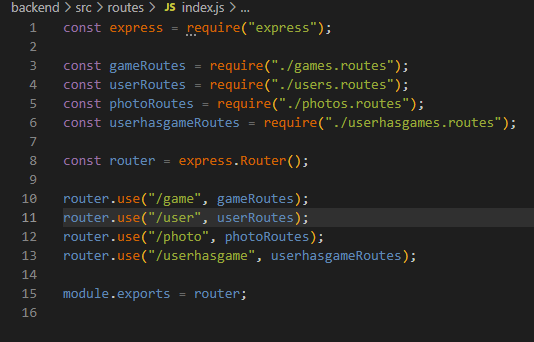 backend > src > routes > JS index.js > ...
1 const express = require("express");
2
3 const gameRoutes = require("./games.routes");
4 const userRoutes = require("./users.routes");
5 const photoRoutes = require("./photos.routes");
6 const userhasgameRoutes = require("./userhasgames.routes");
7
8 const router = express.Router();
9
10 router.use("/game", gameRoutes);
11 router.use("/user", userRoutes);
12 router.use("/photo", photoRoutes);
13 router.use("/userhasgame", userhasgameRoutes);
14
15 module.exports = router;
16